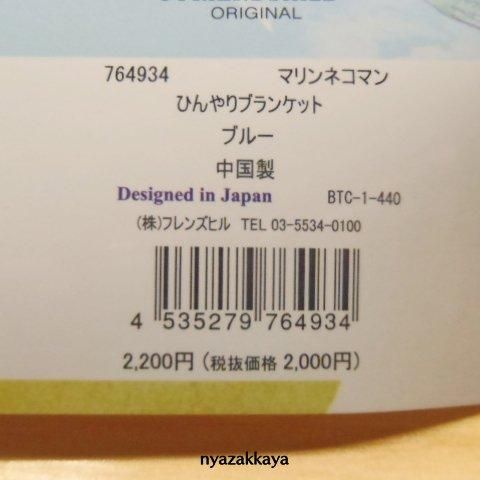 ORIGINAL
764934 マリンネコマン
ひんやりブランケット
ブルー
中国製
Designed in Japan BTC-1-440
(株)フレンズヒル TEL 03-5534-0100
4 535279 764934
2,200円 (税抜価格 2,000円)
nyazakkaya